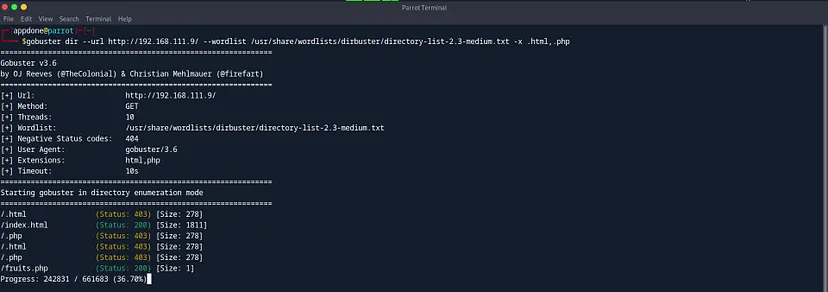 Parrot Terminal
File Edit View Search Terminal Help
[appdone@parrot]─[~]
$gobuster dir --url http://192.168.111.9/ --wordlist /usr/share/wordlists/dirbuster/directory-list-2.3-medium.txt -x .html,.php
===============================================================
Gobuster v3.6
by OJ Reeves (@TheColonial) & Christian Mehlmauer (@firefart)
===============================================================
[+] Url: http://192.168.111.9/
[+] Method: GET
[+] Threads: 10
[+] Wordlist: /usr/share/wordlists/dirbuster/directory-list-2.3-medium.txt
[+] Negative Status codes: 404
[+] User Agent: gobuster/3.6
[+] Extensions: html,php
[+] Timeout: 10s
===============================================================
Starting gobuster in directory enumeration mode
===============================================================
/.html (Status: 403) [Size: 278]
/index.html (Status: 200) [Size: 1811]
/.php (Status: 403) [Size: 278]
/.html (Status: 403) [Size: 278]
/.php (Status: 403) [Size: 278]
/fruits.php (Status: 200) [Size: 1]
Progress: 242831 / 661683 (36.70%)